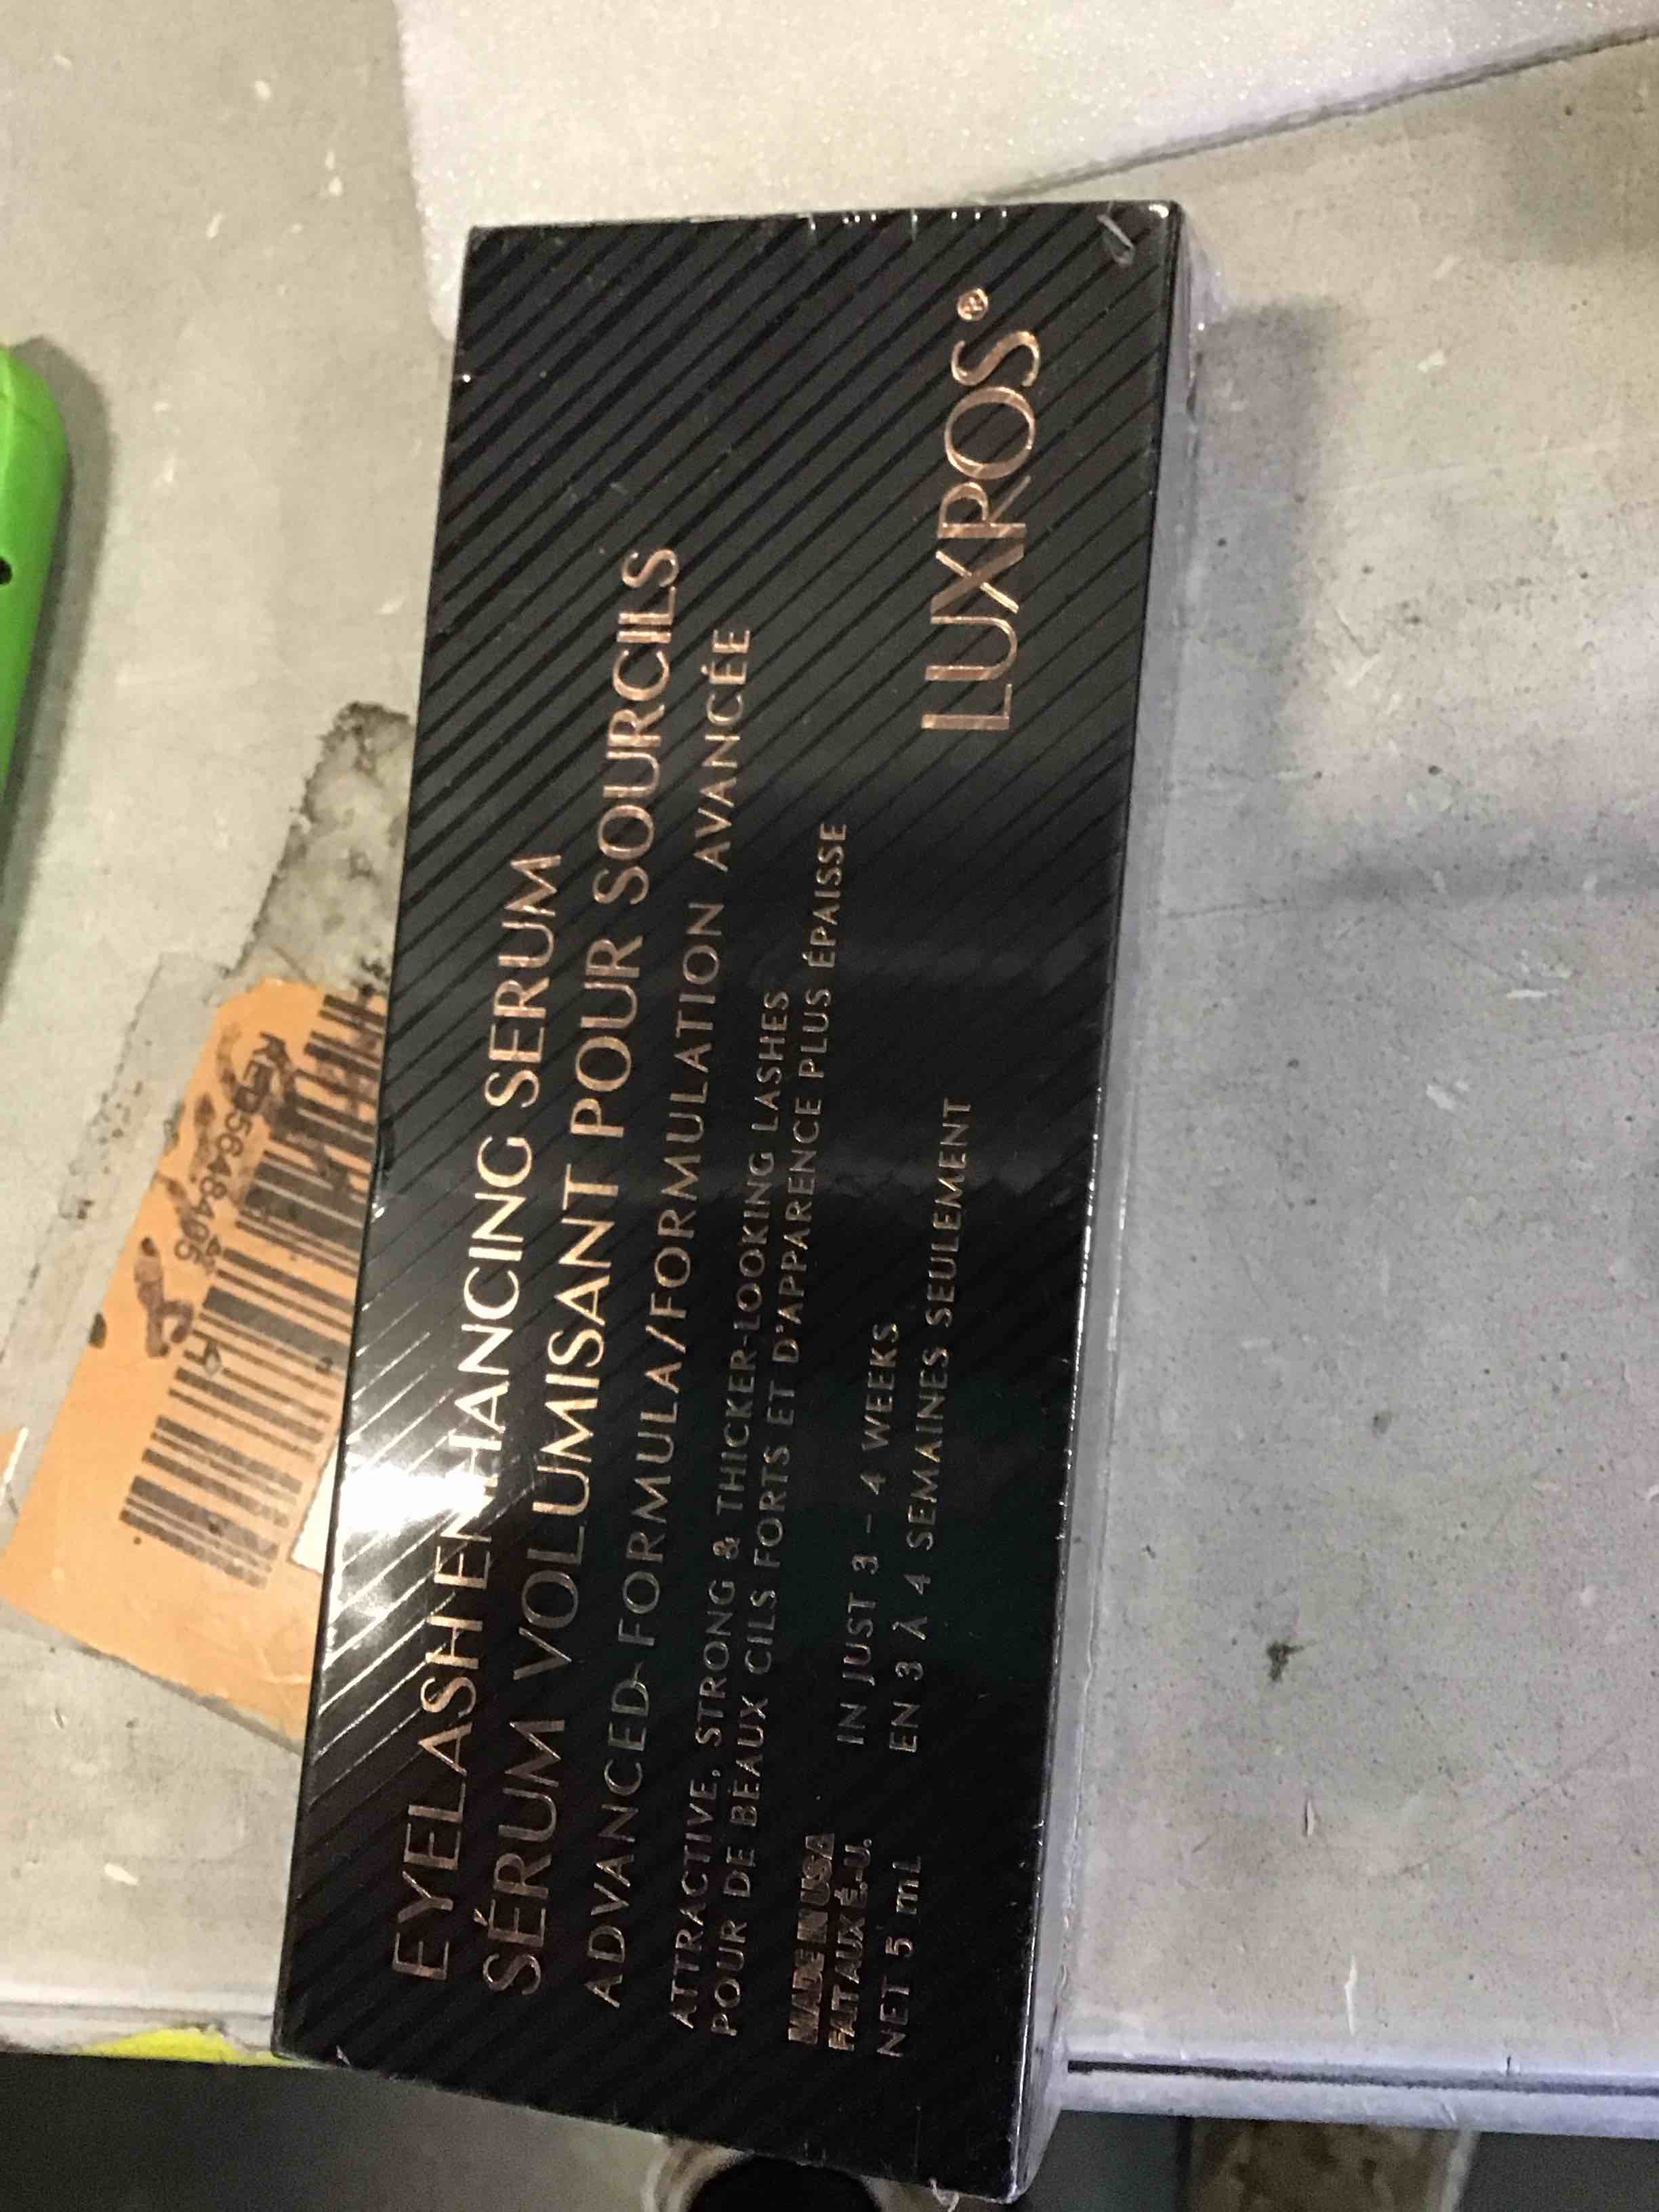 EYELASH ENHANCING SERUM
SÉRUM VOLUMISANT POUR SOURCILS
ADVANCED FORMULA/FORMULATION AVANCÉE
ATTRACTIVE, STRONG & THICKER-LOOKING LASHES
POUR DE BEAUX CILS FORTS ET D'APPARENCE PLUS ÉPAISSE
MADE IN USA
FAIT AUX É.-U.
NET 5 mL
IN JUST 3 - 4 WEEKS
EN 3 À 4 SEMAINES SEULEMENT
LUXPOS®